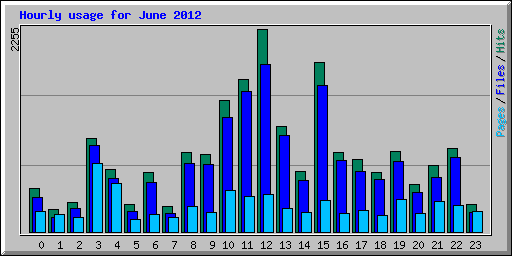 Hourly usage for June 2012
2255
Pages / Files / Hits
0 1 2 3 4 5 6 7 8 9 10 11 12 13 14 15 16 17 18 19 20 21 22 23